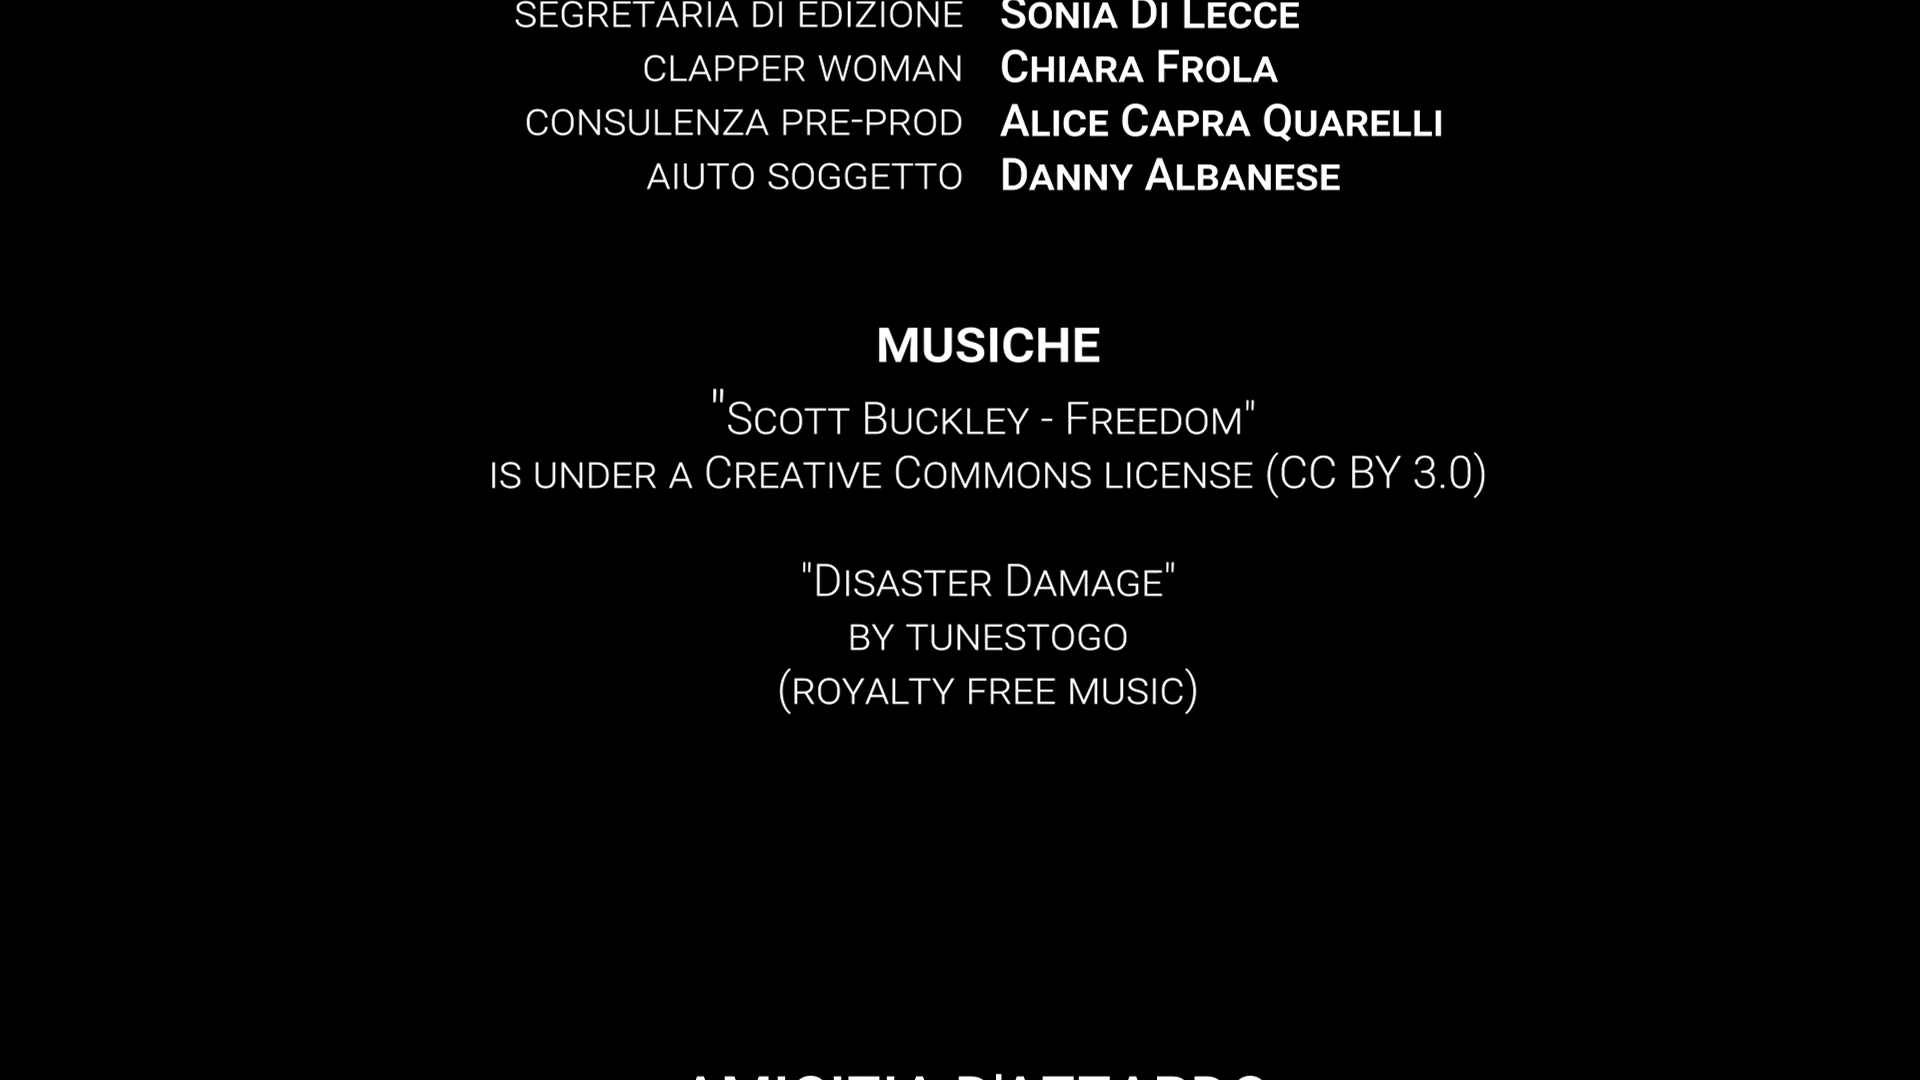 SEGRETARIA DI EDIZIONE SONIA DI LECCE
CLAPPER WOMAN CHIARA FROLA
CONSULENZA PRE-PROD ALICE CAPRA QUARELLI
AIUTO SOGGETTO DANNY ALBANESE
MUSICHE
"SCOTT BUCKLEY - FREEDOM"
IS UNDER A CREATIVE COMMONS LICENSE (CC BY 3.0)
"DISASTER DAMAGE"
BY TUNESTOGO
(ROYALTY FREE MUSIC)
AMICIZIA D'AZZARDO